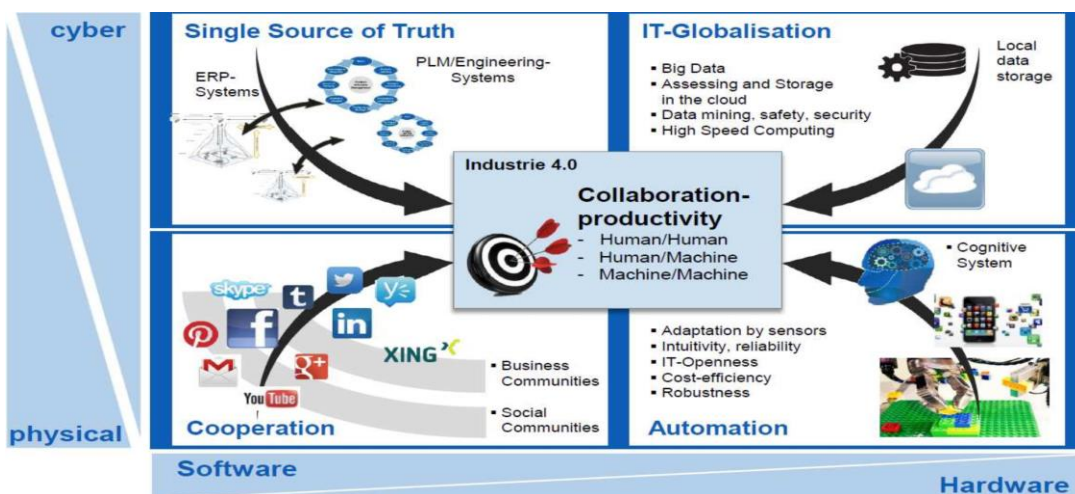 cyber
Single Source of Truth
ERP-
Systems
PLM/Engineering-
Systems
IT-Globalisation
▪ Big Data
▪ Assessing and Storage
in the cloud
▪ Data mining, safety, security
▪ High Speed Computing
Local
data
storage
Industrie 4.0
Collaboration-
productivity
- Human/Human
- Human/Machine
- Machine/Machine
skype
t
y
f
in
g+
XING
You Tube
▪ Business
Communities
▪ Social
Communities
Cooperation
▪ Cognitive
System
▪ Adaptation by sensors
▪ Intuitivity, reliability
▪ IT-Openness
▪ Cost-efficiency
▪ Robustness
Automation
physical
Software
Hardware